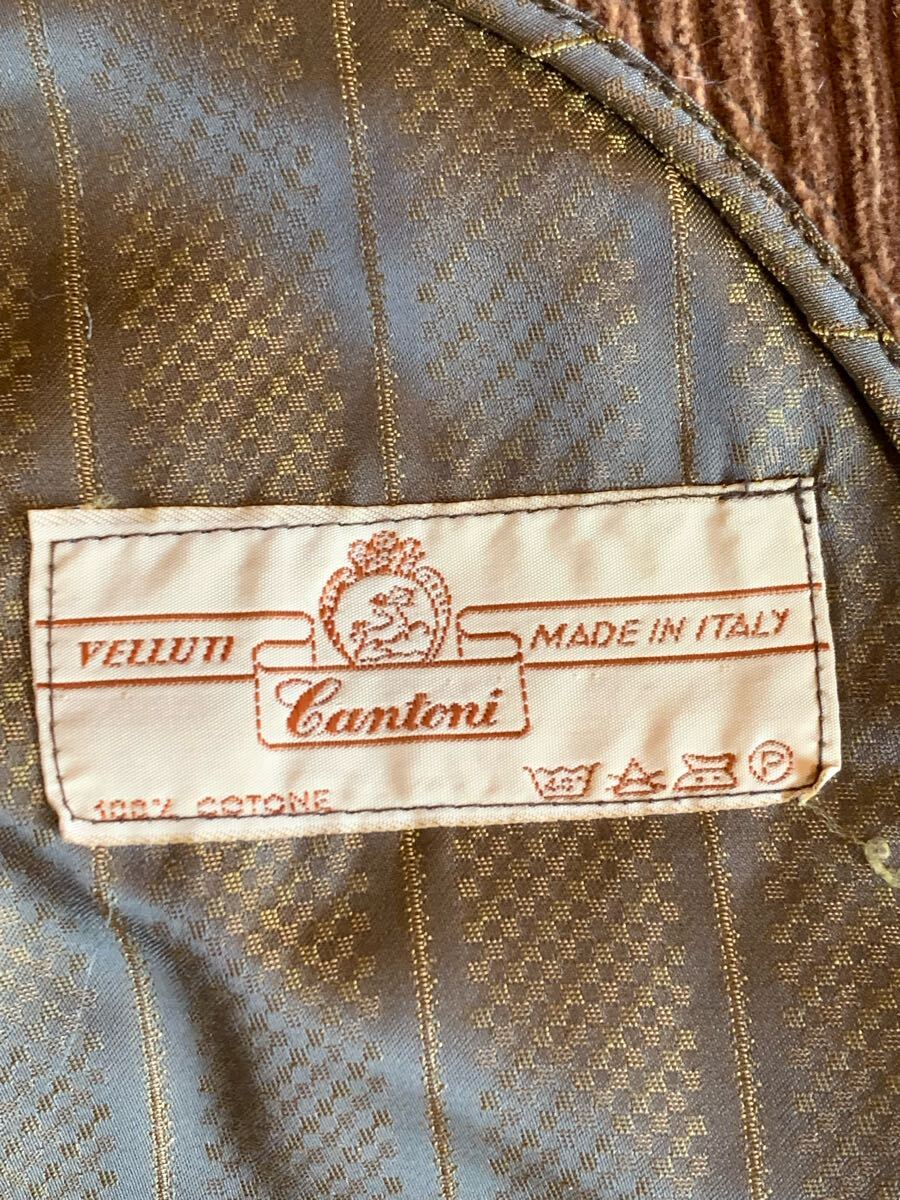 VELLUTI
MADE IN ITALY
Cantoni
100% COTONE
P